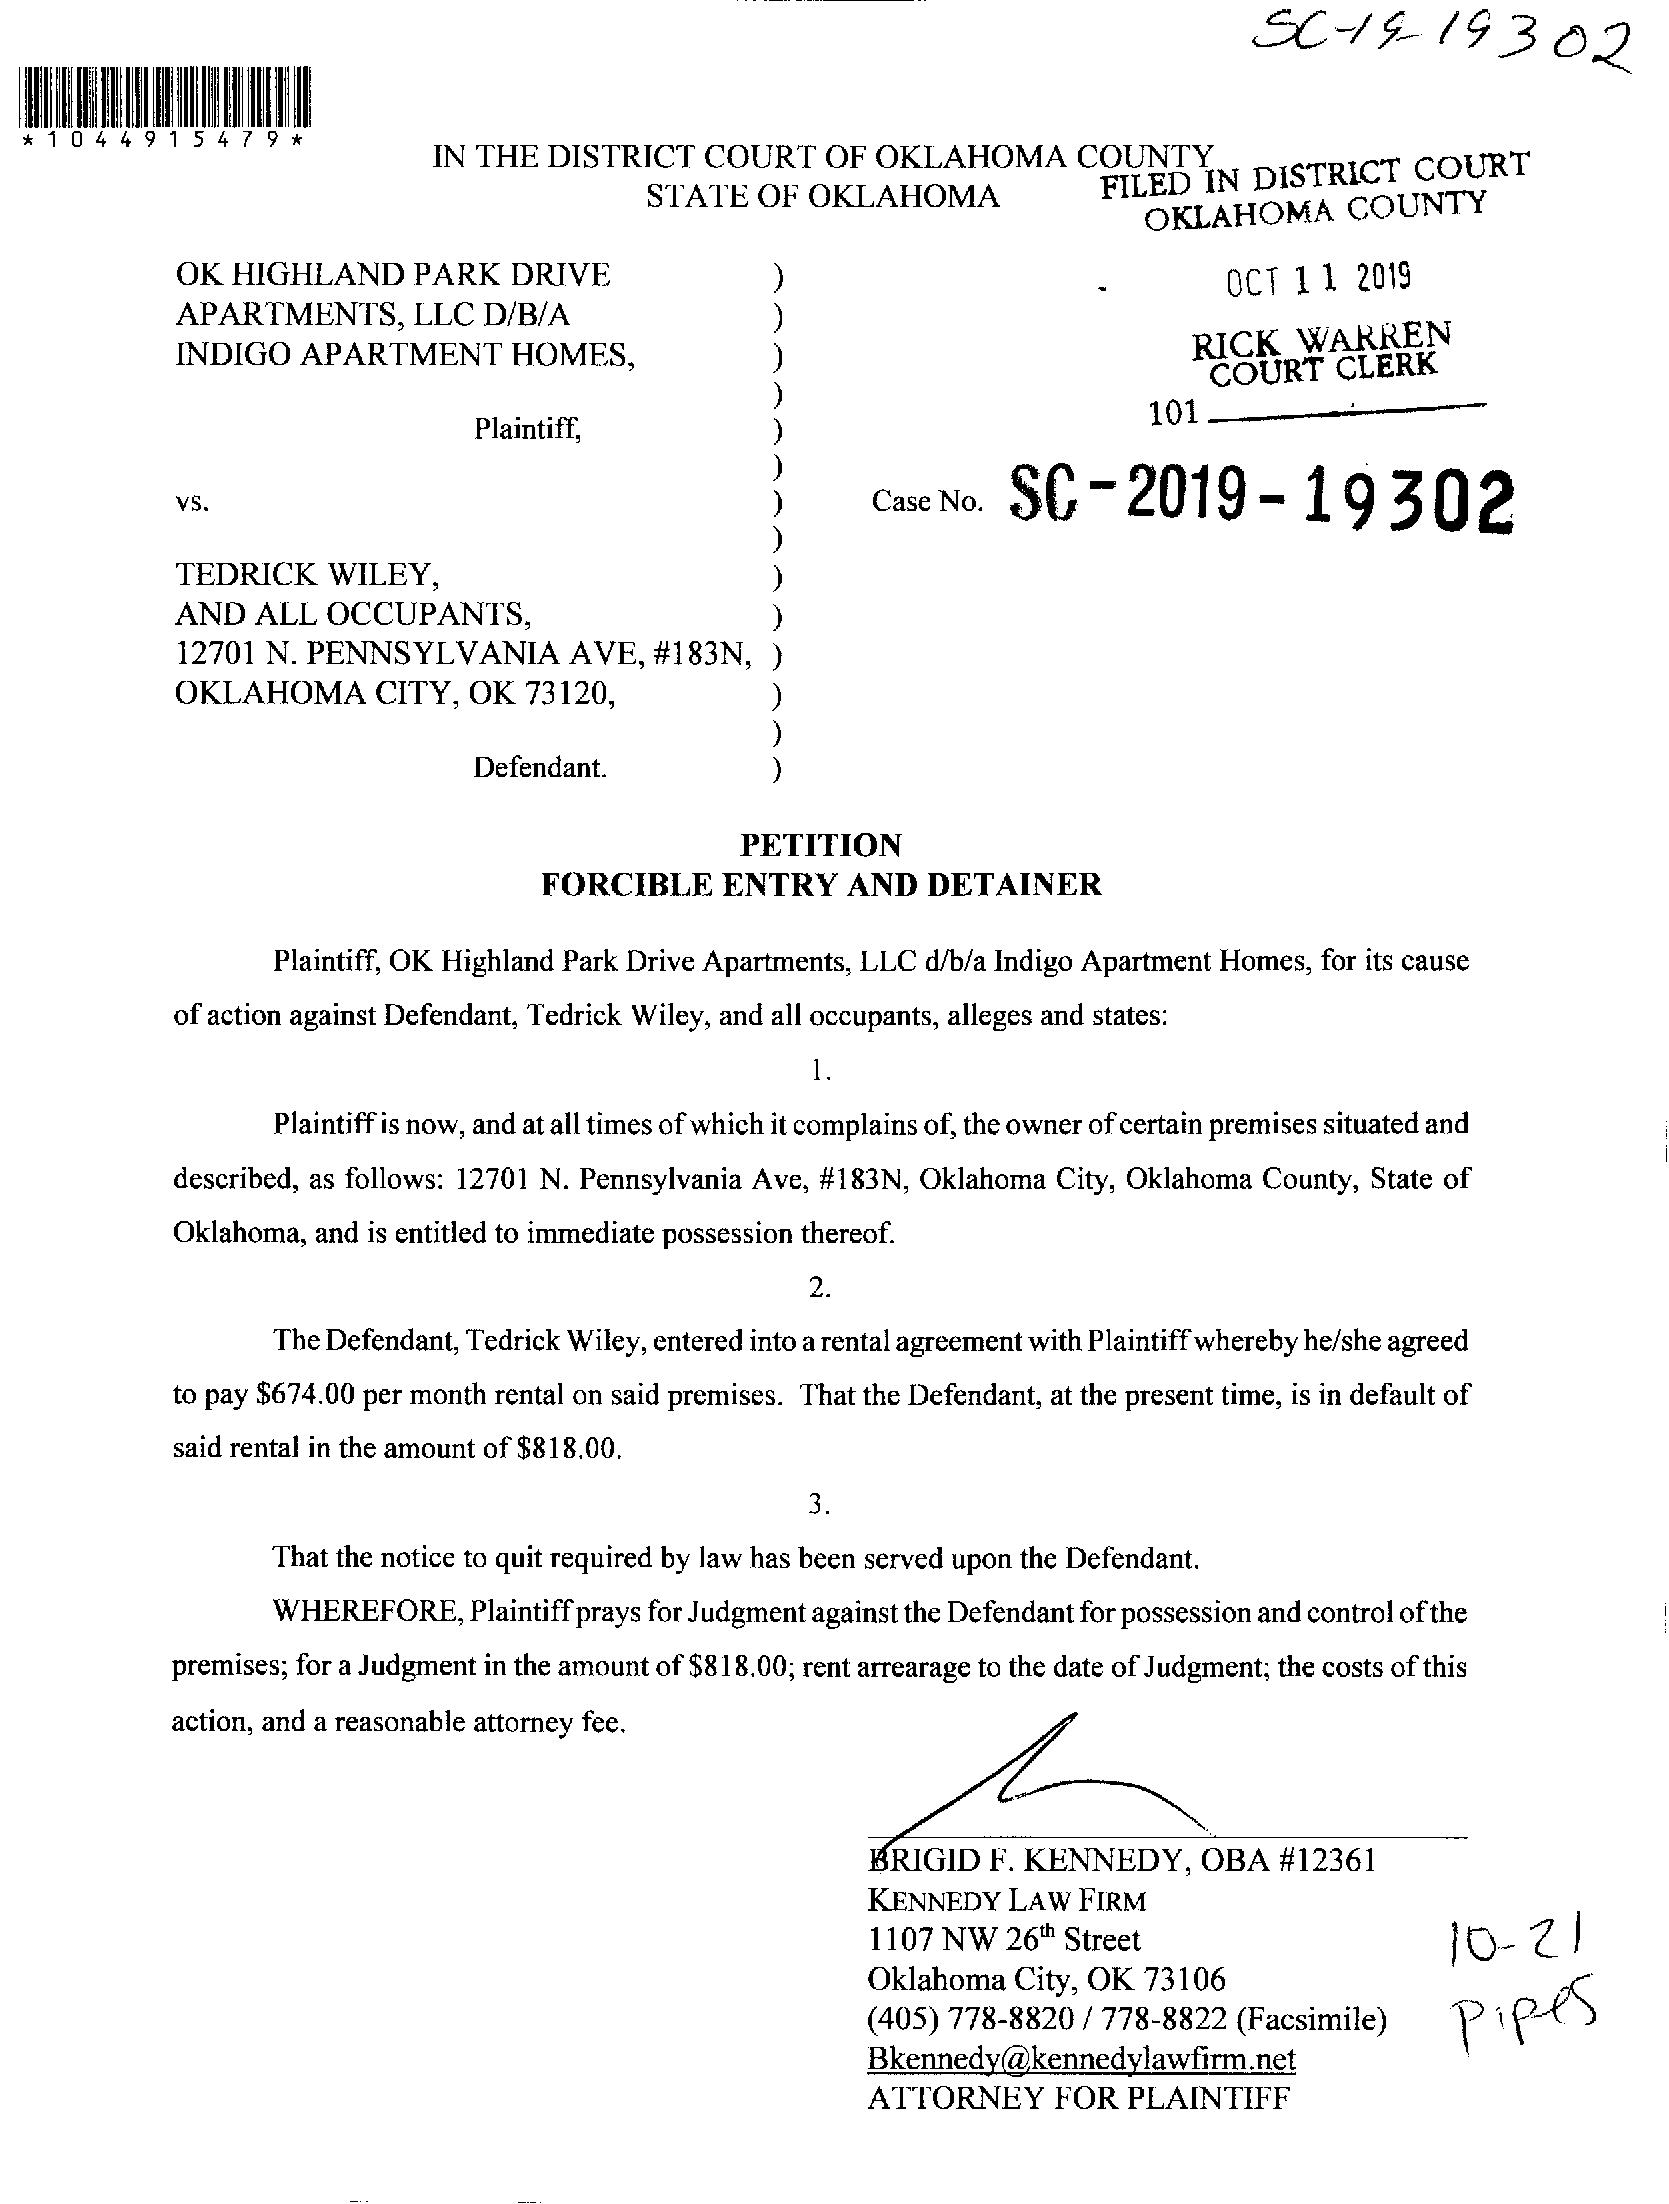 SC-19-19302
*1044915479*
IN THE DISTRICT COURT OF OKLAHOMA COUNTY
STATE OF OKLAHOMA
FILED IN DISTRICT COURT
OKLAHOMA COUNTY
OCT 11 2019
RICK WARREN
COURT CLERK
101
OK HIGHLAND PARK DRIVE )
APARTMENTS, LLC D/B/A )
INDIGO APARTMENT HOMES, )
)
Plaintiff, )
)
vs. ) Case No. SC-2019-19302
)
TEDRICK WILEY, )
AND ALL OCCUPANTS, )
12701 N. PENNSYLVANIA AVE, #183N, )
OKLAHOMA CITY, OK 73120, )
)
Defendant. )
PETITION
FORCIBLE ENTRY AND DETAINER
Plaintiff, OK Highland Park Drive Apartments, LLC d/b/a Indigo Apartment Homes, for its cause
of action against Defendant, Tedrick Wiley, and all occupants, alleges and states:
1.
Plaintiff is now, and at all times of which it complains of, the owner of certain premises situated and
described, as follows: 12701 N. Pennsylvania Ave, #183N, Oklahoma City, Oklahoma County, State of
Oklahoma, and is entitled to immediate possession thereof.
2.
The Defendant, Tedrick Wiley, entered into a rental agreement with Plaintiff whereby he/she agreed
to pay $674.00 per month rental on said premises. That the Defendant, at the present time, is in default of
said rental in the amount of $818.00.
3.
That the notice to quit required by law has been served upon the Defendant.
WHEREFORE, Plaintiff prays for Judgment against the Defendant for possession and control of the
premises; for a Judgment in the amount of $818.00; rent arrearage to the date of Judgment; the costs of this
action, and a reasonable attorney fee.
BRIGID F. KENNEDY, OBA #12361
KENNEDY LAW FIRM
1107 NW 26th Street
Oklahoma City, OK 73106
(405) 778-8820 / 778-8822 (Facsimile)
Bkennedy@kennedylawfirm.net
ATTORNEY FOR PLAINTIFF
10-21
pipes